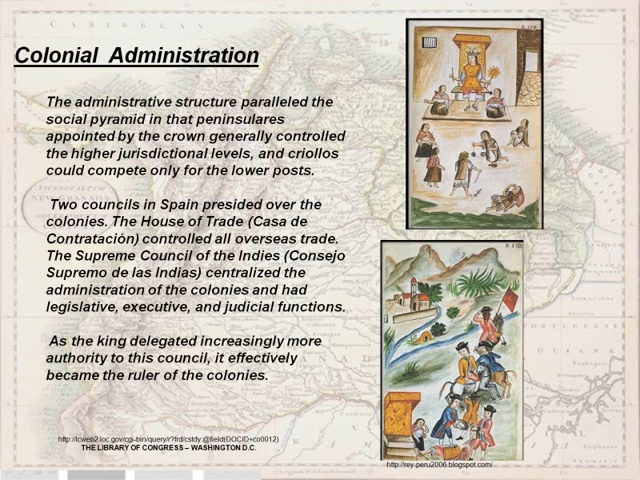 Colonial Administration
The administrative structure paralleled the
social pyramid in that peninsulares
appointed by the crown generally controlled
the higher jurisdictional levels, and criollos
could compete only for the lower posts.
Two councils in Spain presided over the
colonies. The House of Trade (Casa de
Contratación) controlled all overseas trade.
The Supreme Council of the Indies (Consejo
Supremo de las Indias) centralized the
administration of the colonies and had
legislative, executive, and judicial functions.
As the king delegated increasingly more
authority to this council, it effectively
became the ruler of the colonies.
http://lcweb2.loc.gov/cgi-bin/query/r?frd/cstdy:@field(DOCID+co0012)
THE LIBRARY OF CONGRESS – WASHINGTON D.C.
http://rey-peru2006.blogspot.com/